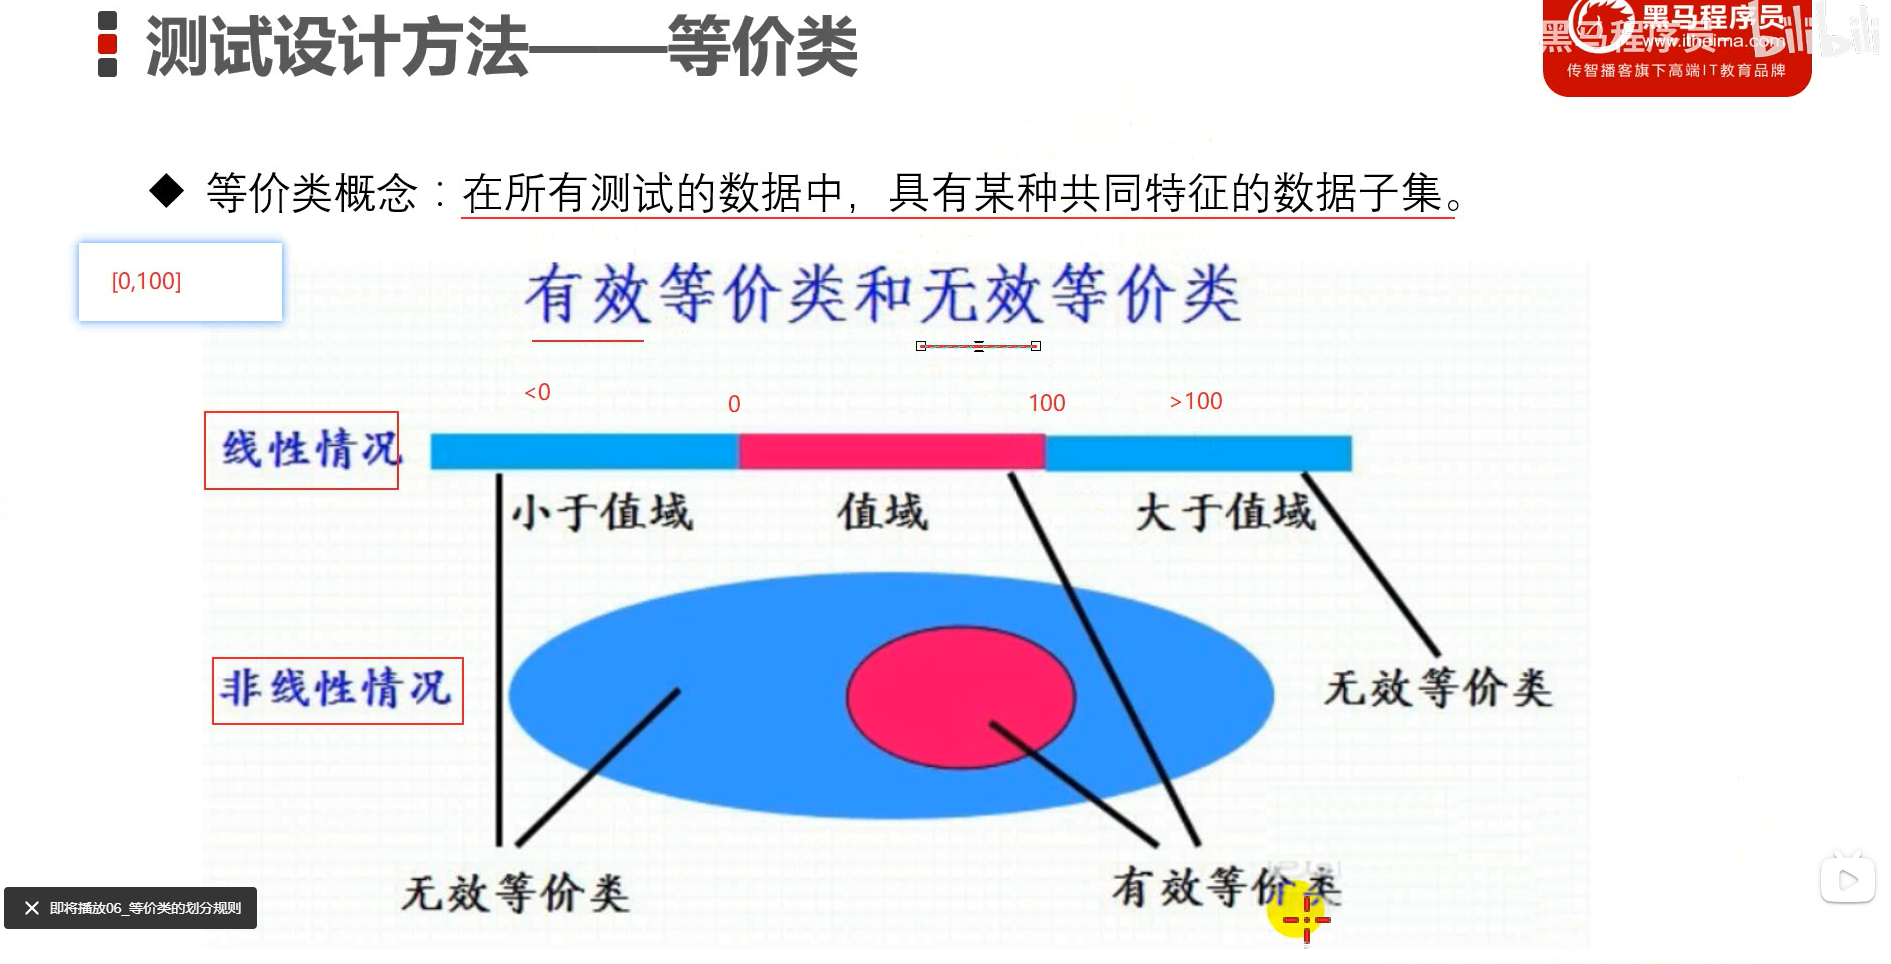 测试设计方法——等价类
黑马程序员
www.itheima.com
传智播客旗下高端IT教育品牌
黑马程序员-
bilibili
◆ 等价类概念：在所有测试的数据中，具有某种共同特征的数据子集。
[0,100]
有效等价类和无效等价类
<0
0
100
>100
线性情况
小于值域
值域
大于值域
非线性情况
无效等价类
无效等价类
有效等价类
即将播放06_等价类的划分规则